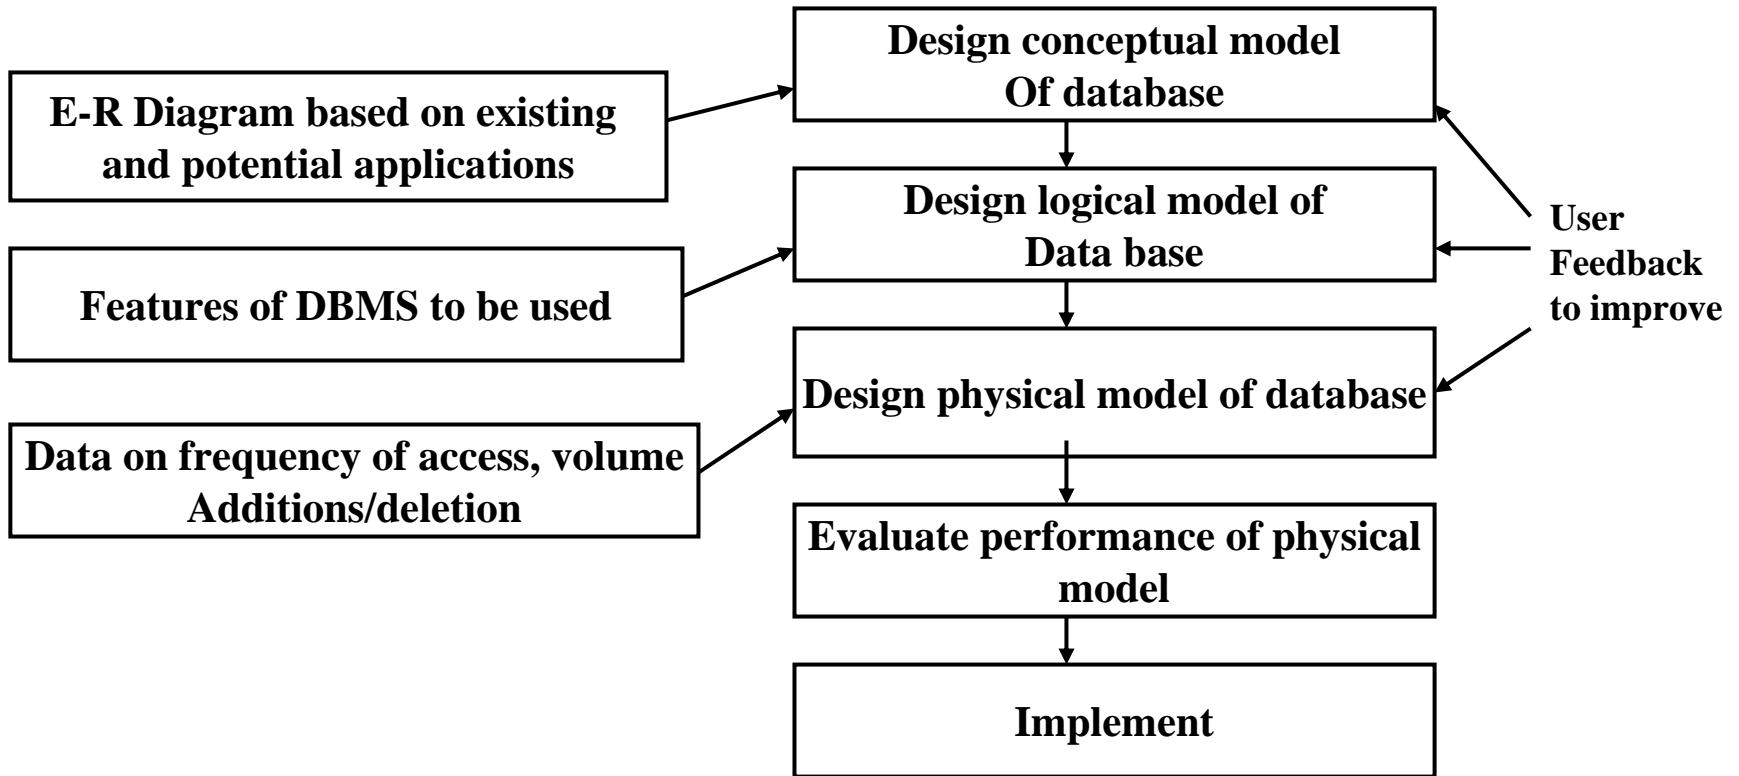 Design conceptual model
Of database
E-R Diagram based on existing
and potential applications
Design logical model of
Data base
User
Feedback
to improve
Features of DBMS to be used
Design physical model of database
Data on frequency of access, volume
Additions/deletion
Evaluate performance of physical
model
Implement